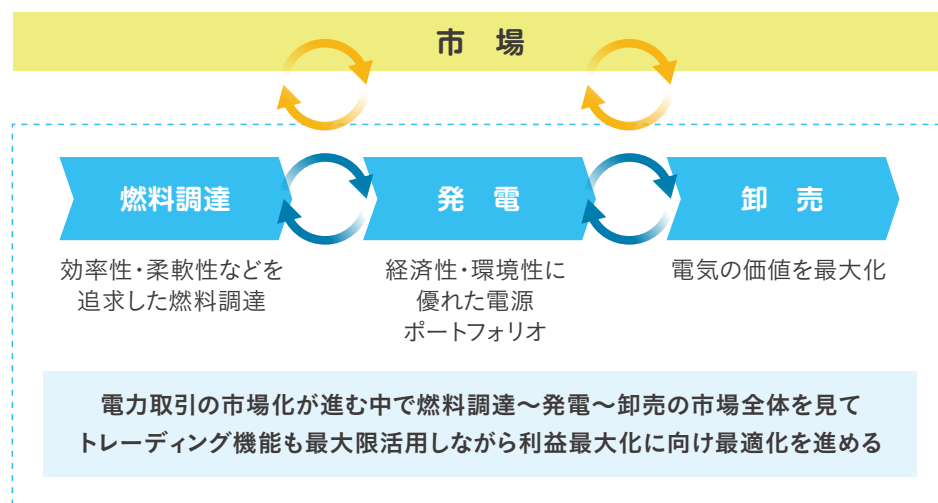 市　場
燃料調達
発　電
卸　売
効率性・柔軟性などを
追求した燃料調達
経済性・環境性に
優れた電源
ポートフォリオ
電気の価値を最大化
電力取引の市場化が進む中で燃料調達〜発電〜卸売の市場全体を見て
トレーディング機能も最大限活用しながら利益最大化に向け最適化を進める